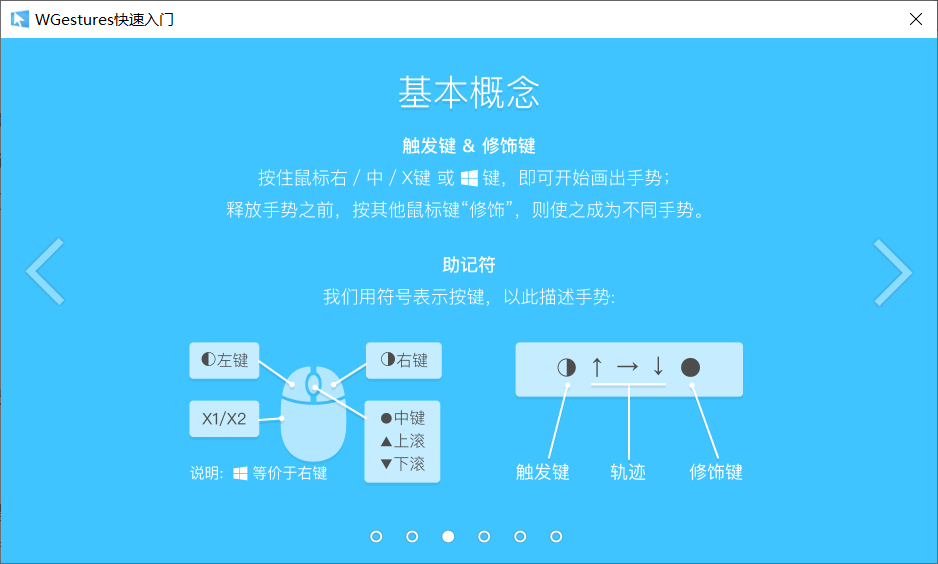 WGestures快速入门
基本概念
触发键 & 修饰键
按住鼠标右 / 中 / X键 或 键，即可开始画出手势；
释放手势之前，按其他鼠标键“修饰”，则使之成为不同手势。
助记符
我们用符号表示按键，以此描述手势:
◐左键
◑右键
X1/X2
●中键
▲上滚
▼下滚
说明: 等价于右键
◑ ↑ → ↓ ●
触发键 轨迹 修饰键